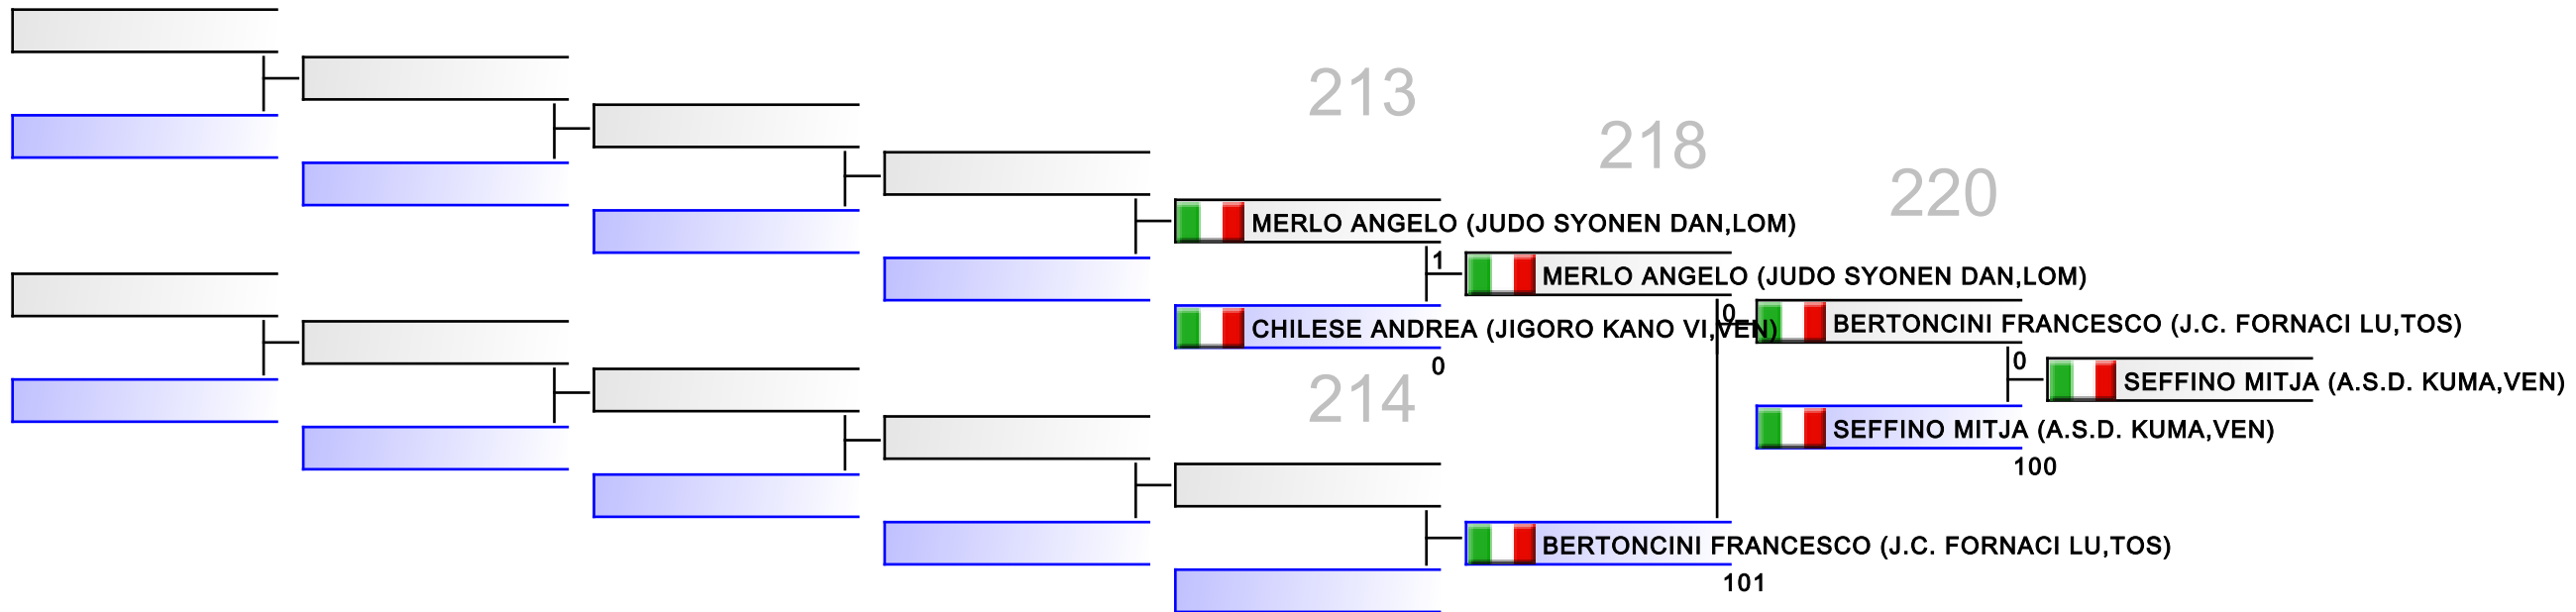 213
218
220
MERLO ANGELO (JUDO SYONEN DAN,LOM)
1
MERLO ANGELO (JUDO SYONEN DAN,LOM)
CHILESE ANDREA (JIGORO KANO VI,VEN)
0
0
BERTONCINI FRANCESCO (J.C. FORNACI LU,TOS)
0
SEFFINO MITJA (A.S.D. KUMA,VEN)
SEFFINO MITJA (A.S.D. KUMA,VEN)
100
214
BERTONCINI FRANCESCO (J.C. FORNACI LU,TOS)
101